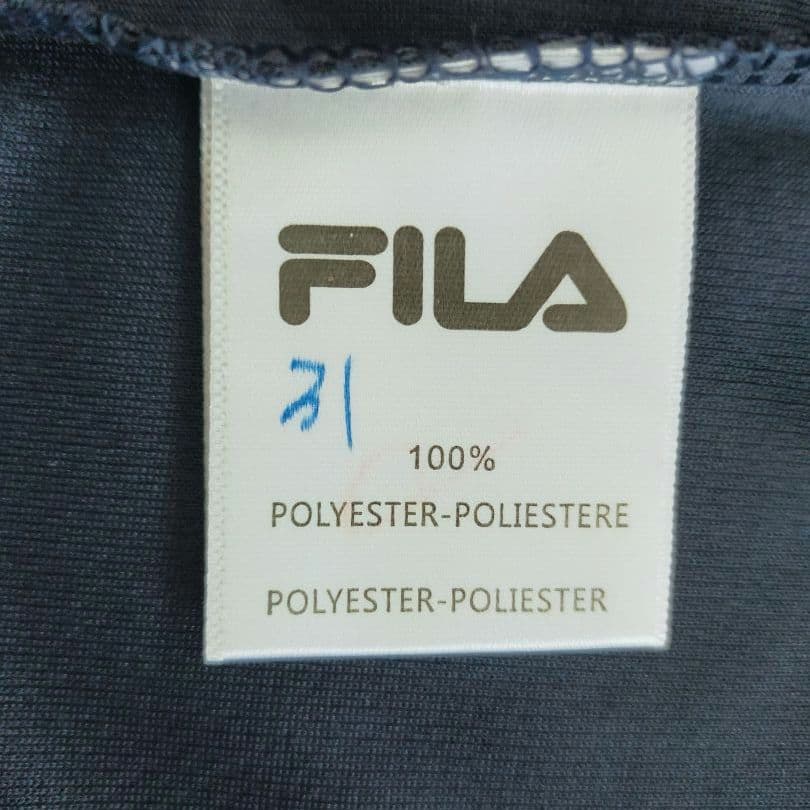 FILA
31
100%
POLYESTER-POLIESTERE
POLYESTER-POLIESTER